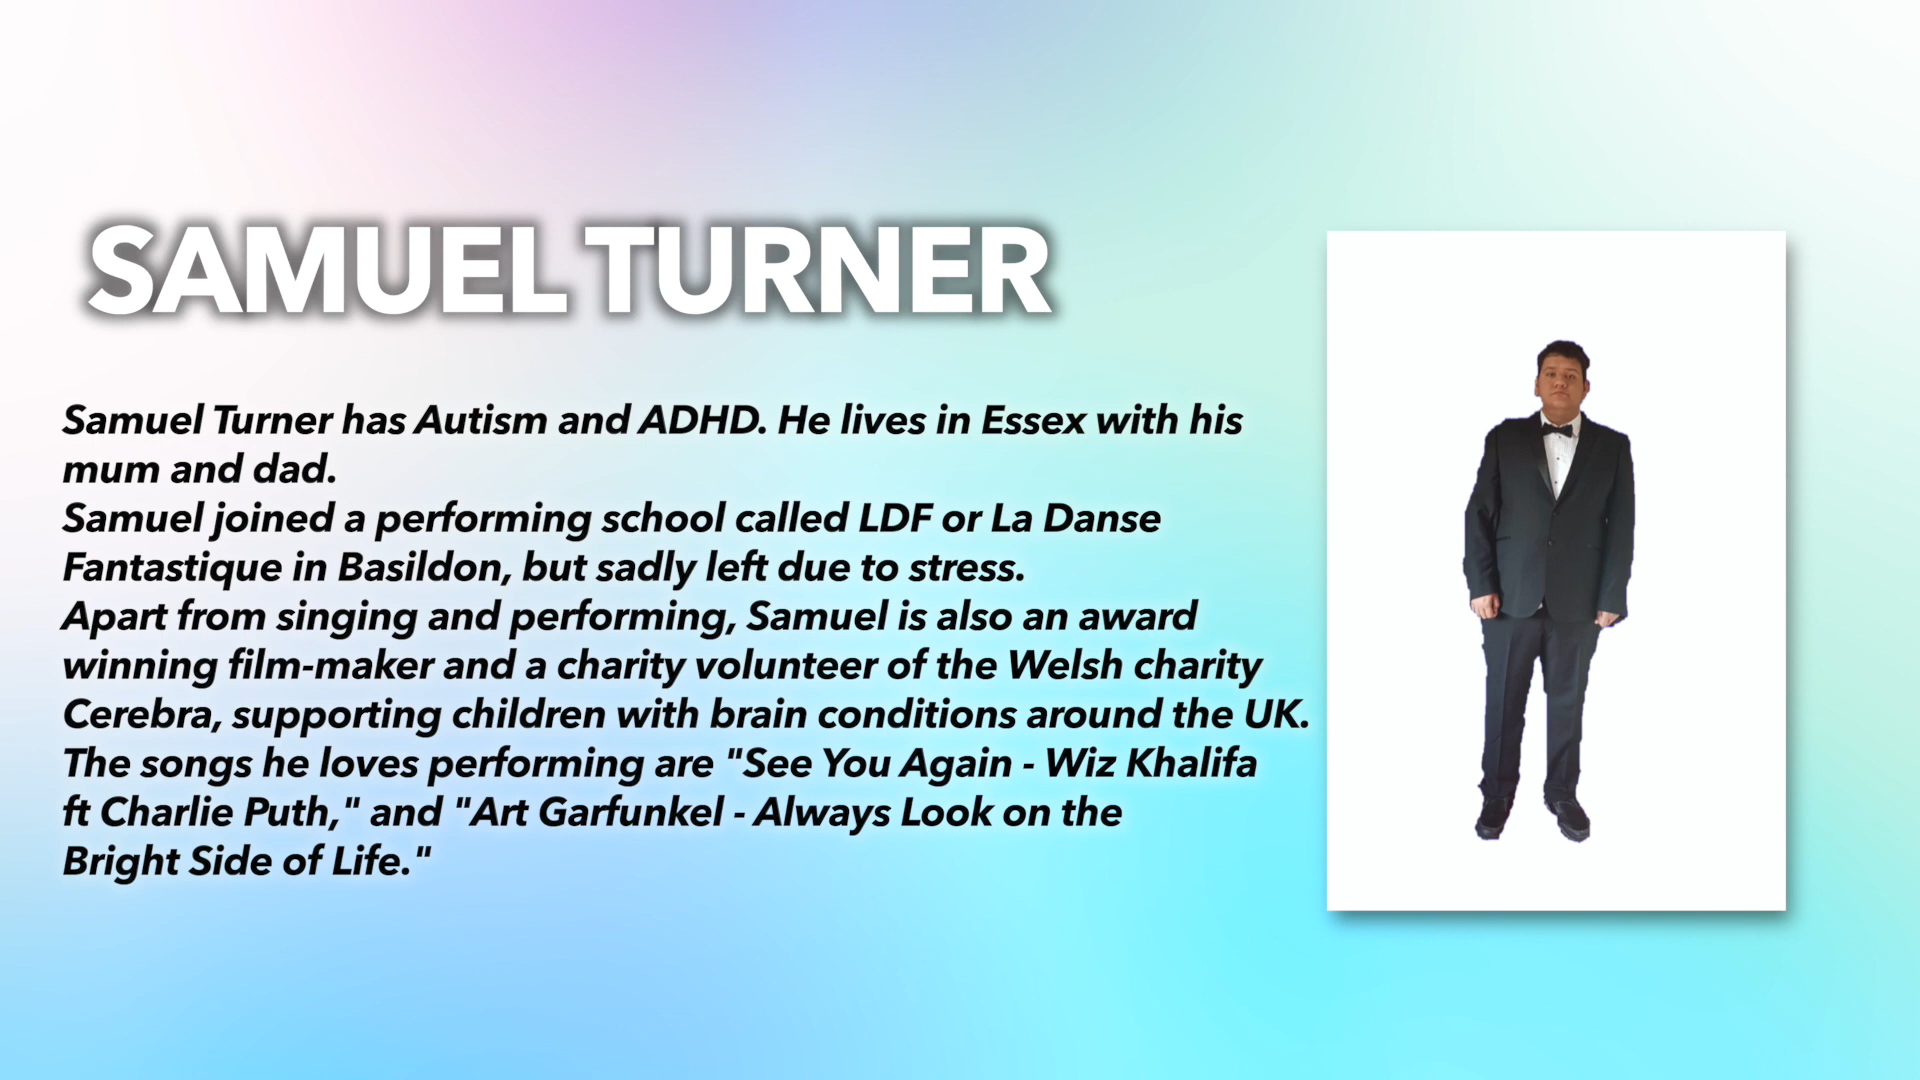 SAMUEL TURNER
Samuel Turner has Autism and ADHD. He lives in Essex with his
mum and dad.
Samuel joined a performing school called LDF or La Danse
Fantastique in Basildon, but sadly left due to stress.
Apart from singing and performing, Samuel is also an award
winning film-maker and a charity volunteer of the Welsh charity
Cerebra, supporting children with brain conditions around the UK.
The songs he loves performing are "See You Again - Wiz Khalifa
ft Charlie Puth," and "Art Garfunkel - Always Look on the
Bright Side of Life."